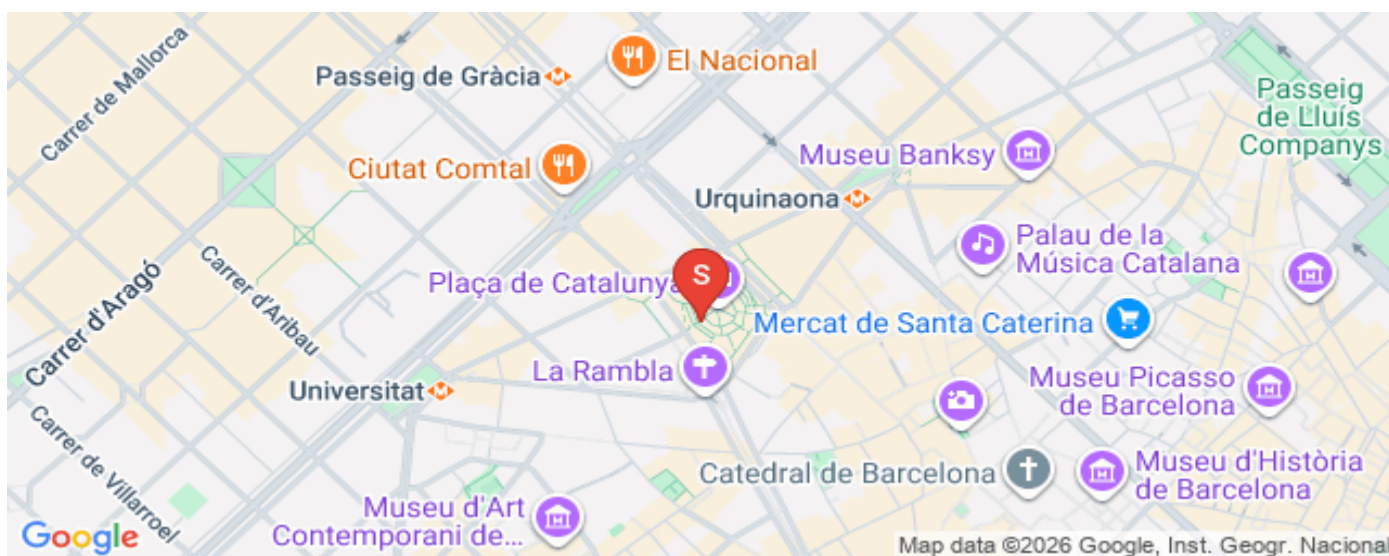 Carrer de Mallorca
Passeig de Gràcia
El Nacional
Passeig
de Lluís
Companys
Ciutat Comtal
Museu Banksy
Urquinaona
Palau de la
Música Catalana
Carrer d'Aragó
Carrer d'Aribau
Plaça de Catalunya
S
Mercat de Santa Caterina
La Rambla
Universitat
Museu Picasso
de Barcelona
Carrer de Villarroel
Catedral de Barcelona
Museu d'Història
de Barcelona
Museu d'Art
Contemporani de...
Google
Map data ©2026 Google, Inst. Geogr. Nacional